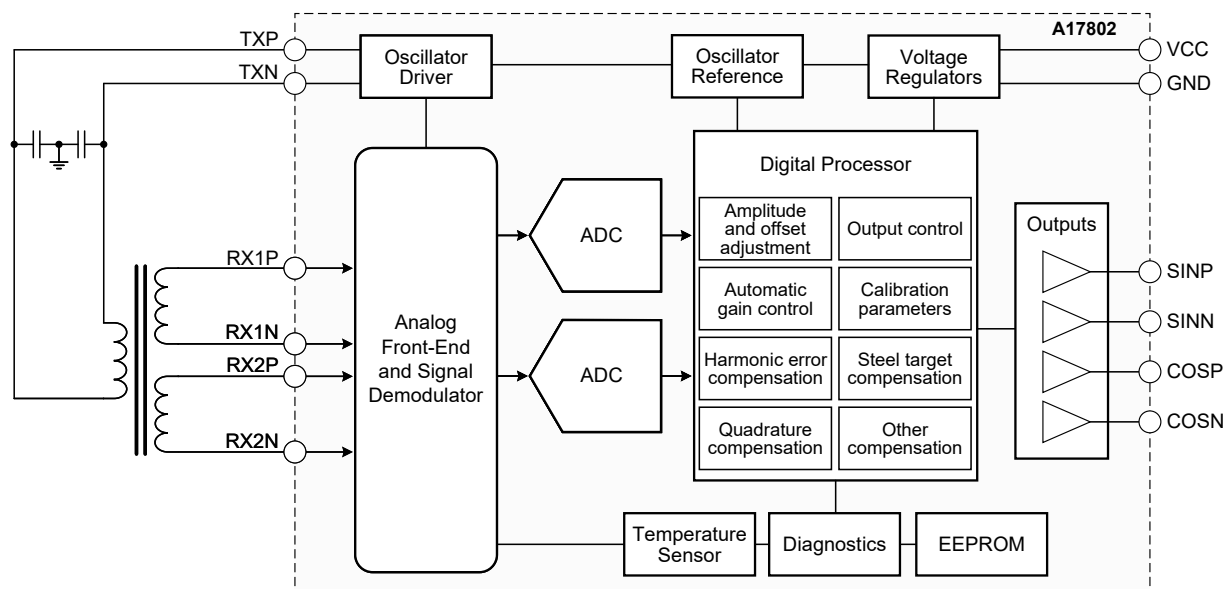 A17802
TXP
TXN
Oscillator
Driver
Oscillator
Reference
Voltage
Regulators
VCC
GND
Digital Processor
Amplitude
and offset
adjustment
Output control
Automatic
gain control
Calibration
parameters
Harmonic error
compensation
Steel target
compensation
Quadrature
compensation
Other
compensation
ADC
ADC
Analog
Front-End
and Signal
Demodulator
RX1P
RX1N
RX2P
RX2N
Outputs
SINP
SINN
COSP
COSN
Temperature
Sensor
Diagnostics
EEPROM